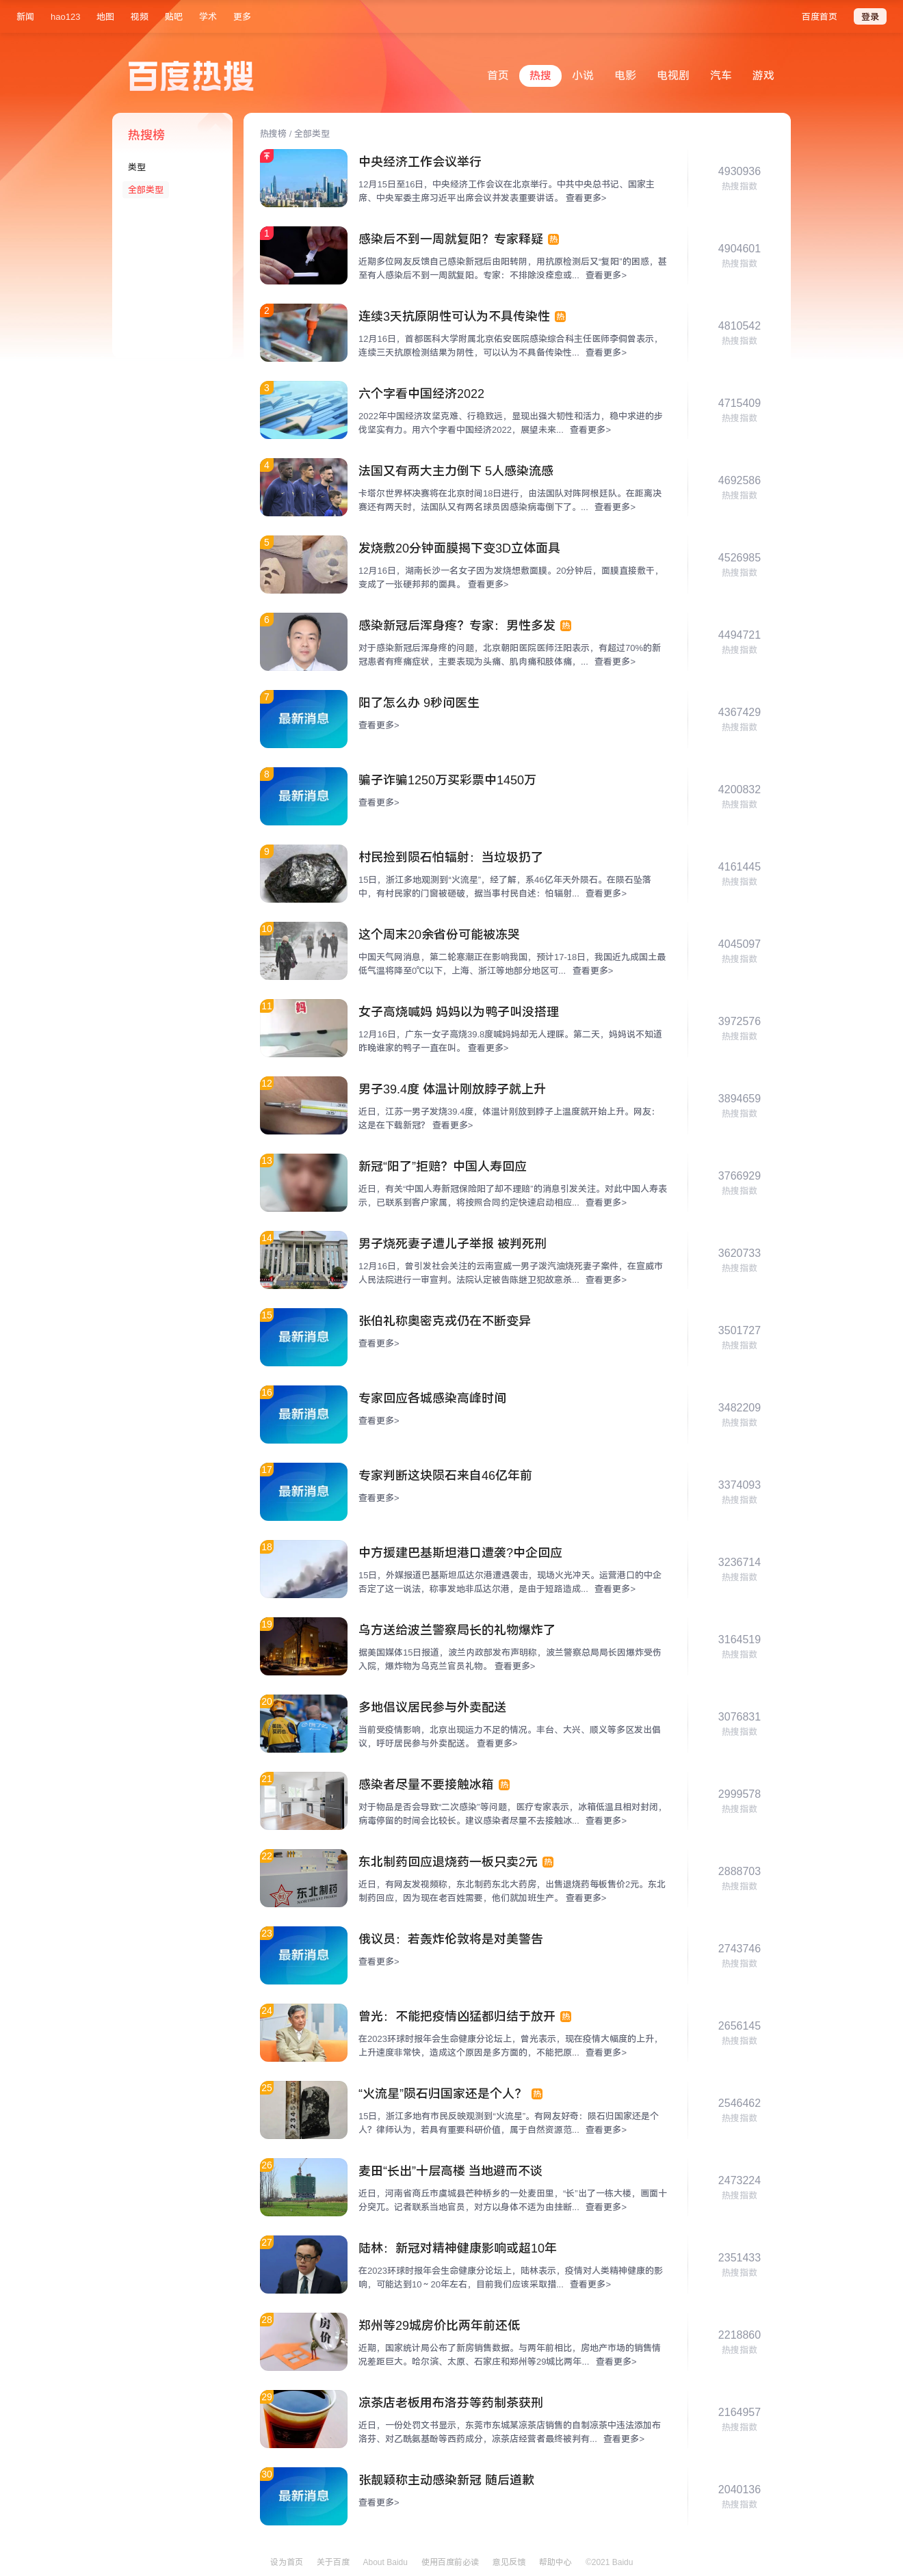 新闻 hao123 地图 视频 贴吧 学术 更多 百度首页 登录
百度热搜
首页 热搜 小说 电影 电视剧 汽车 游戏
热搜榜
类型
全部类型
热搜榜 / 全部类型
中央经济工作会议举行
12月15日至16日，中央经济工作会议在北京举行。中共中央总书记、国家主
席、中央军委主席习近平出席会议并发表重要讲话。 查看更多>
4930936
热搜指数
1
感染后不到一周就复阳？专家释疑 热
近期多位网友反馈自己感染新冠后由阳转阴，用抗原检测后又“复阳”的困惑，甚
至有人感染后不到一周就复阳。专家：不排除没痊愈或... 查看更多>
4904601
热搜指数
2
连续3天抗原阴性可认为不具传染性 热
12月16日，首都医科大学附属北京佑安医院感染综合科主任医师李侗曾表示，
连续三天抗原检测结果为阴性，可以认为不具备传染性... 查看更多>
4810542
热搜指数
3
六个字看中国经济2022
2022年中国经济攻坚克难、行稳致远，显现出强大韧性和活力，稳中求进的步
伐坚实有力。用六个字看中国经济2022，展望未来... 查看更多>
4715409
热搜指数
4
法国又有两大主力倒下 5人感染流感
卡塔尔世界杯决赛将在北京时间18日进行，由法国队对阵阿根廷队。在距离决
赛还有两天时，法国队又有两名球员因感染病毒倒下了。... 查看更多>
4692586
热搜指数
5
发烧敷20分钟面膜揭下变3D立体面具
12月16日，湖南长沙一名女子因为发烧想敷面膜。20分钟后，面膜直接敷干，
变成了一张硬邦邦的面具。 查看更多>
4526985
热搜指数
6
感染新冠后浑身疼？专家：男性多发 热
对于感染新冠后浑身疼的问题，北京朝阳医院医师汪阳表示，有超过70%的新
冠患者有疼痛症状，主要表现为头痛、肌肉痛和肢体痛，... 查看更多>
4494721
热搜指数
7
最新消息
阳了怎么办 9秒问医生
查看更多>
4367429
热搜指数
8
最新消息
骗子诈骗1250万买彩票中1450万
查看更多>
4200832
热搜指数
9
村民捡到陨石怕辐射：当垃圾扔了
15日，浙江多地观测到“火流星”，经了解，系46亿年天外陨石。在陨石坠落
中，有村民家的门窗被砸破，据当事村民自述：怕辐射... 查看更多>
4161445
热搜指数
10
这个周末20余省份可能被冻哭
中国天气网消息，第二轮寒潮正在影响我国，预计17-18日，我国近九成国土最
低气温将降至0℃以下，上海、浙江等地部分地区可... 查看更多>
4045097
热搜指数
11
妈
女子高烧喊妈 妈妈以为鸭子叫没搭理
12月16日，广东一女子高烧39.8度喊妈妈却无人理睬。第二天，妈妈说不知道
昨晚谁家的鸭子一直在叫。 查看更多>
3972576
热搜指数
12
男子39.4度 体温计刚放脖子就上升
近日，江苏一男子发烧39.4度，体温计刚放到脖子上温度就开始上升。网友：
这是在下载新冠？ 查看更多>
3894659
热搜指数
13
新冠“阳了”拒赔？中国人寿回应
近日，有关“中国人寿新冠保险阳了却不理赔”的消息引发关注。对此中国人寿表
示，已联系到客户家属，将按照合同约定快速启动相应... 查看更多>
3766929
热搜指数
14
男子烧死妻子遭儿子举报 被判死刑
12月16日，曾引发社会关注的云南宣威一男子泼汽油烧死妻子案件，在宣威市
人民法院进行一审宣判。法院认定被告陈继卫犯故意杀... 查看更多>
3620733
热搜指数
15
最新消息
张伯礼称奥密克戎仍在不断变异
查看更多>
3501727
热搜指数
16
最新消息
专家回应各城感染高峰时间
查看更多>
3482209
热搜指数
17
最新消息
专家判断这块陨石来自46亿年前
查看更多>
3374093
热搜指数
18
中方援建巴基斯坦港口遭袭?中企回应
15日，外媒报道巴基斯坦瓜达尔港遭遇袭击，现场火光冲天。运营港口的中企
否定了这一说法，称事发地非瓜达尔港，是由于短路造成... 查看更多>
3236714
热搜指数
19
乌方送给波兰警察局长的礼物爆炸了
据美国媒体15日报道，波兰内政部发布声明称，波兰警察总局局长因爆炸受伤
入院，爆炸物为乌克兰官员礼物。 查看更多>
3164519
热搜指数
20
多地倡议居民参与外卖配送
当前受疫情影响，北京出现运力不足的情况。丰台、大兴、顺义等多区发出倡
议，呼吁居民参与外卖配送。 查看更多>
3076831
热搜指数
21
感染者尽量不要接触冰箱 热
对于物品是否会导致“二次感染”等问题，医疗专家表示，冰箱低温且相对封闭，
病毒停留的时间会比较长。建议感染者尽量不去接触冰... 查看更多>
2999578
热搜指数
22
东北制药
东北制药回应退烧药一板只卖2元 热
近日，有网友发视频称，东北制药东北大药房，出售退烧药每板售价2元。东北
制药回应，因为现在老百姓需要，他们就加班生产。 查看更多>
2888703
热搜指数
23
最新消息
俄议员：若轰炸伦敦将是对美警告
查看更多>
2743746
热搜指数
24
曾光：不能把疫情凶猛都归结于放开 热
在2023环球时报年会生命健康分论坛上，曾光表示，现在疫情大幅度的上升，
上升速度非常快，造成这个原因是多方面的，不能把原... 查看更多>
2656145
热搜指数
25
“火流星”陨石归国家还是个人？ 热
15日，浙江多地有市民反映观测到“火流星”。有网友好奇：陨石归国家还是个
人？律师认为，若具有重要科研价值，属于自然资源范... 查看更多>
2546462
热搜指数
26
麦田“长出”十层高楼 当地避而不谈
近日，河南省商丘市虞城县芒种桥乡的一处麦田里，“长”出了一栋大楼，画面十
分突兀。记者联系当地官员，对方以身体不适为由挂断... 查看更多>
2473224
热搜指数
27
陆林：新冠对精神健康影响或超10年
在2023环球时报年会生命健康分论坛上，陆林表示，疫情对人类精神健康的影
响，可能达到10 ~ 20年左右，目前我们应该采取措... 查看更多>
2351433
热搜指数
28
房价
郑州等29城房价比两年前还低
近期，国家统计局公布了新房销售数据。与两年前相比，房地产市场的销售情
况差距巨大。哈尔滨、太原、石家庄和郑州等29城比两年... 查看更多>
2218860
热搜指数
29
凉茶店老板用布洛芬等药制茶获刑
近日，一份处罚文书显示，东莞市东城某凉茶店销售的自制凉茶中违法添加布
洛芬、对乙酰氨基酚等西药成分，凉茶店经营者最终被判有... 查看更多>
2164957
热搜指数
30
最新消息
张靓颖称主动感染新冠 随后道歉
查看更多>
2040136
热搜指数
设为首页 关于百度 About Baidu 使用百度前必读 意见反馈 帮助中心 ©2021 Baidu